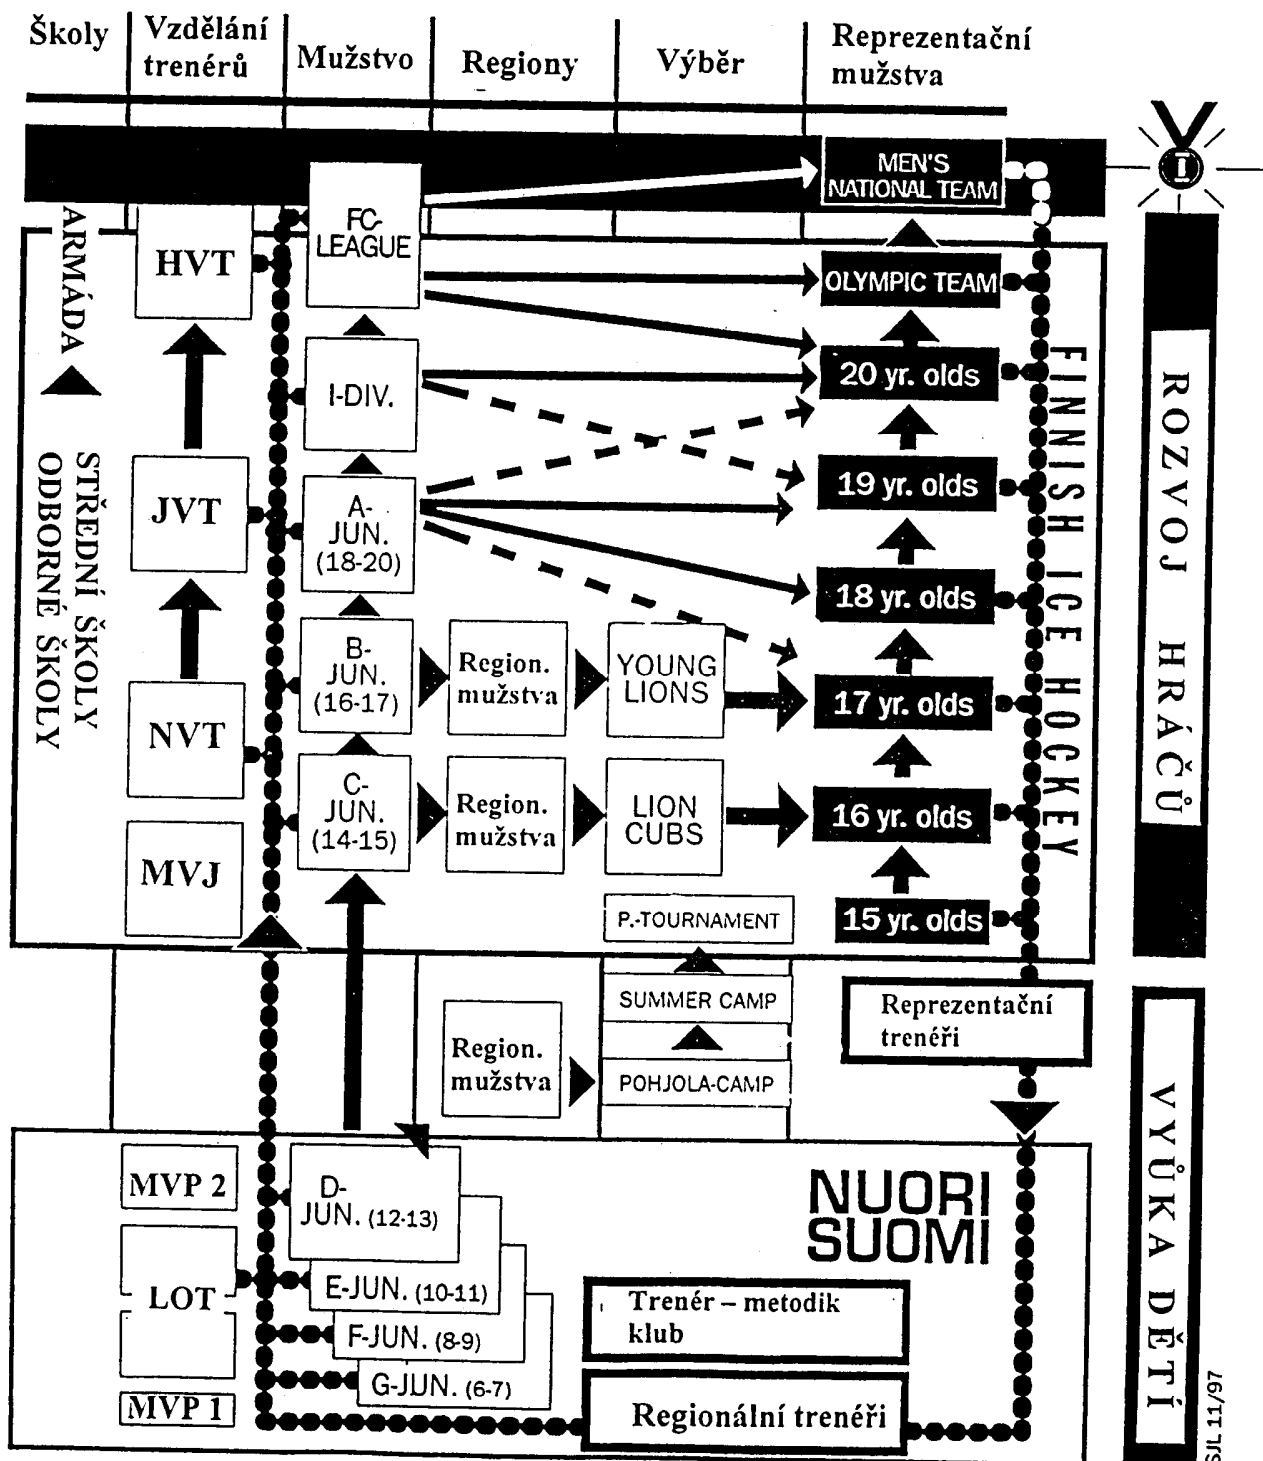 Školy
Vzdělání
trenérů
Mužstvo
Regiony
Výběr
Reprezentační
mužstva
MEN'S
NATIONAL TEAM
I
FC-
LEAGUE
ARMÁDA
HVT
OLYMPIC TEAM
I-DIV.
20 yr. olds
FINNISH ICE HOCKEY
ROZVOJ HRÁČŮ
STŘEDNÍ ŠKOLY
ODBORNÉ ŠKOLY
JVT
A-
JUN.
(18-20)
19 yr. olds
18 yr. olds
NVT
B-
JUN.
(16-17)
Region.
mužstva
YOUNG
LIONS
17 yr. olds
MVJ
C-
JUN.
(14-15)
Region.
mužstva
LION
CUBS
16 yr. olds
P.-TOURNAMENT
15 yr. olds
SUMMER CAMP
Reprezentační
trenéři
Region.
mužstva
POHJOLA-CAMP
VYŮKA DĚTÍ
MVP 2
D-
JUN. (12-13)
NUORI
SUOMI
LOT
E-JUN. (10-11)
Trenér – metodik
klub
F-JUN. (8-9)
G-JUN. (6-7)
MVP 1
Regionální trenéři
SJL 11/97